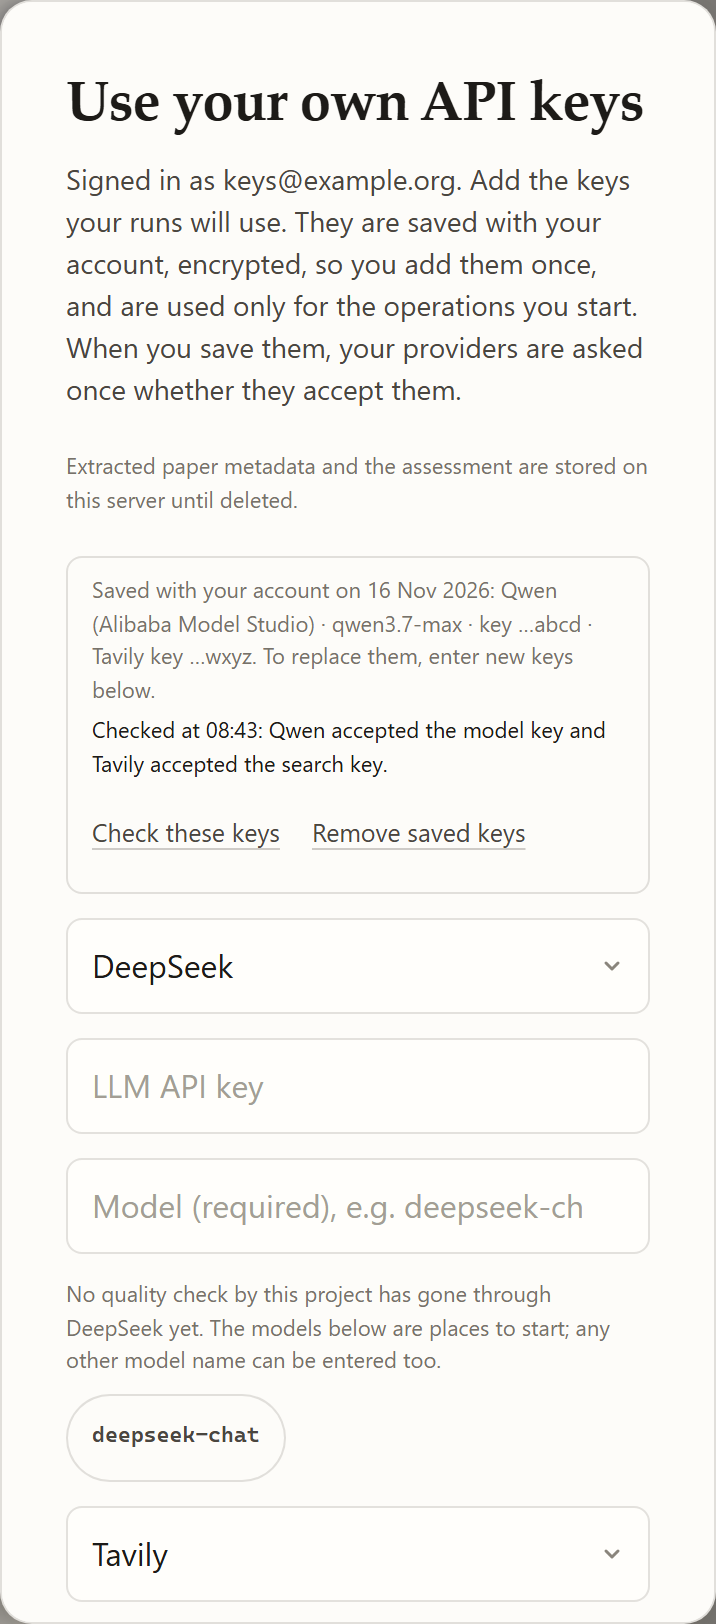 Use your own API keys
Signed in as keys@example.org. Add the keys
your runs will use. They are saved with your
account, encrypted, so you add them once,
and are used only for the operations you start.
When you save them, your providers are asked
once whether they accept them.
Extracted paper metadata and the assessment are stored on
this server until deleted.
Saved with your account on 16 Nov 2026: Qwen
(Alibaba Model Studio) · qwen3.7-max · key …abcd ·
Tavily key …wxyz. To replace them, enter new keys
below.
Checked at 08:43: Qwen accepted the model key and
Tavily accepted the search key.
Check these keys Remove saved keys
DeepSeek
LLM API key
Model (required), e.g. deepseek-ch
No quality check by this project has gone through
DeepSeek yet. The models below are places to start; any
other model name can be entered too.
deepseek-chat
Tavily